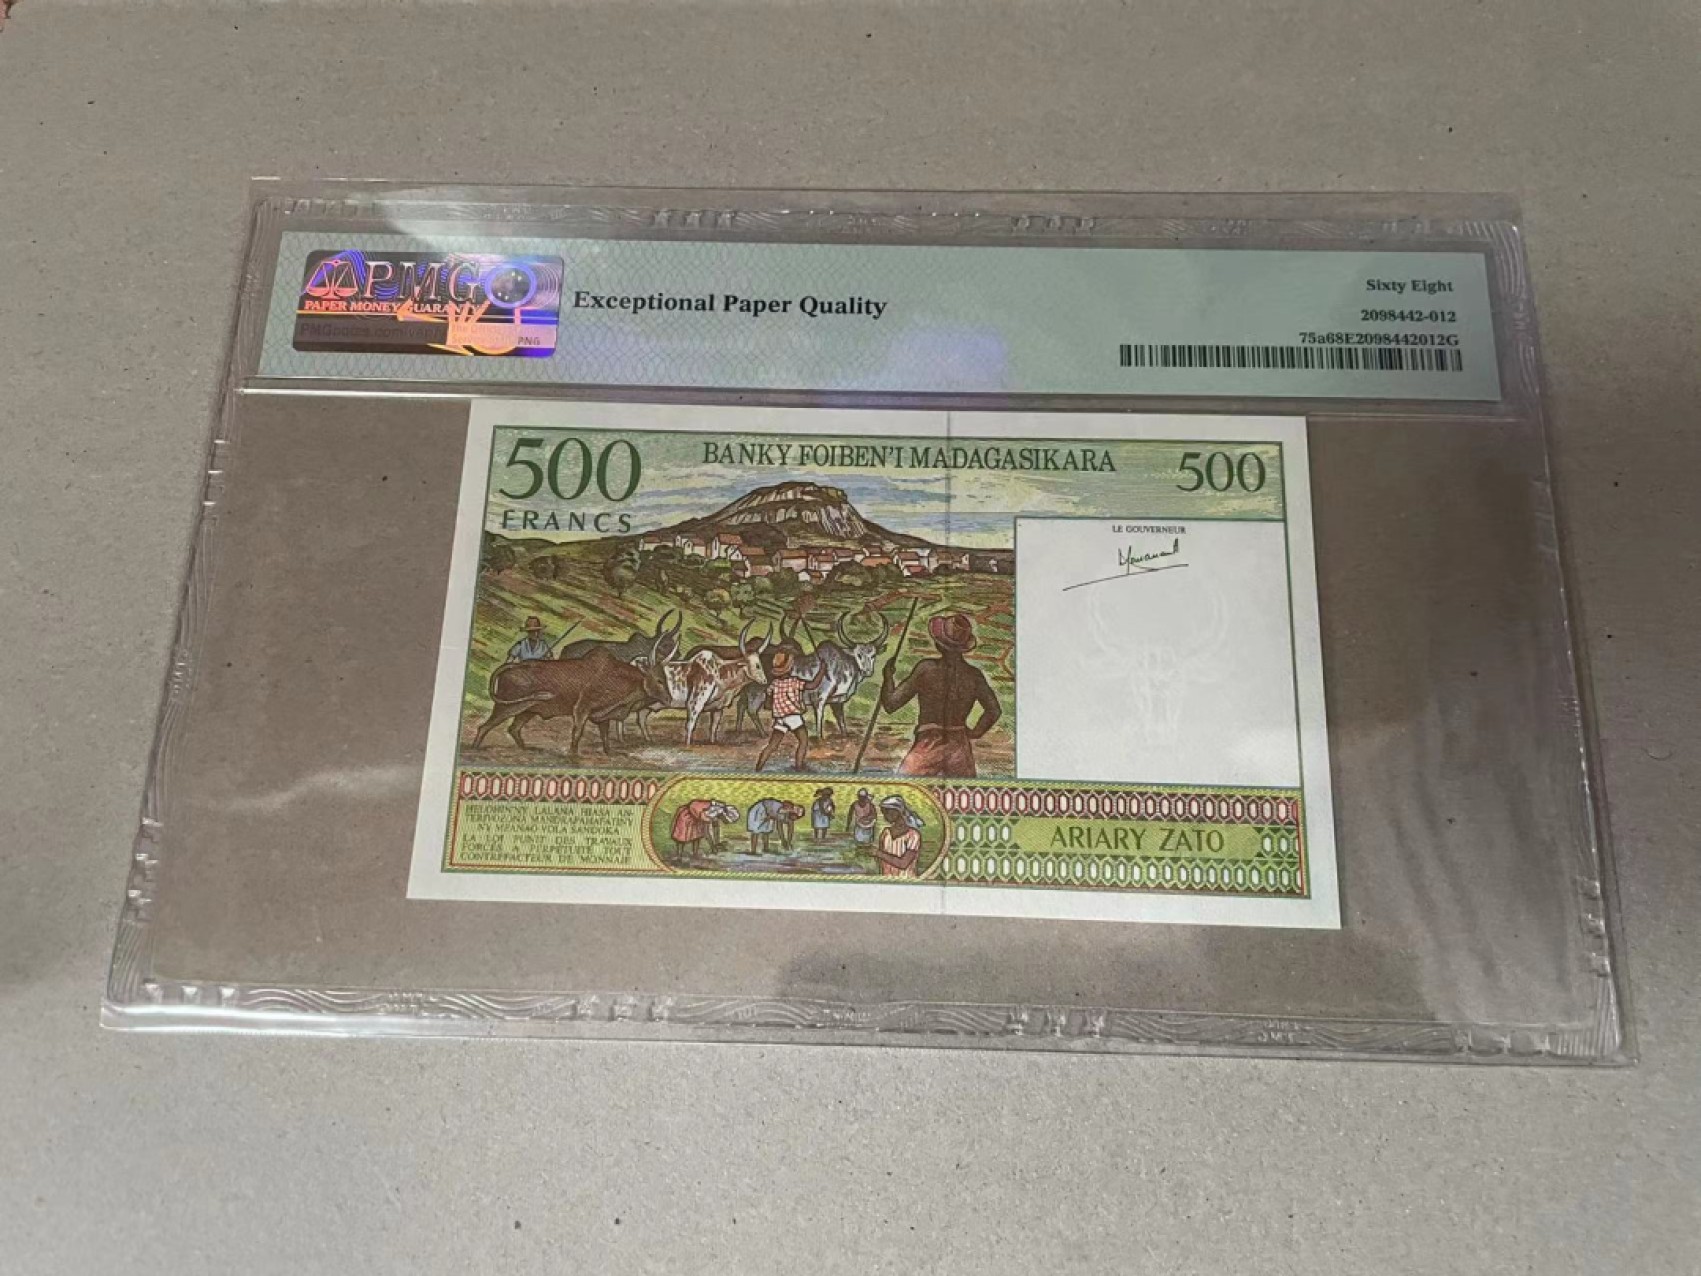 PMG
PAPER MONEY GUARANTY
Exceptional Paper Quality
Sixty Eight
2098442-012
75a68E2098442012G
500
BANKY FOIBEN'I MADAGASIKARA
500
FRANCS
LE GOUVERNEUR
ARIARY ZATO
LA LOI PUNIT DES TRAVAUX
FORCES A PERPETUITE TOUT
CONTREFACTEUR DE MONNAIE